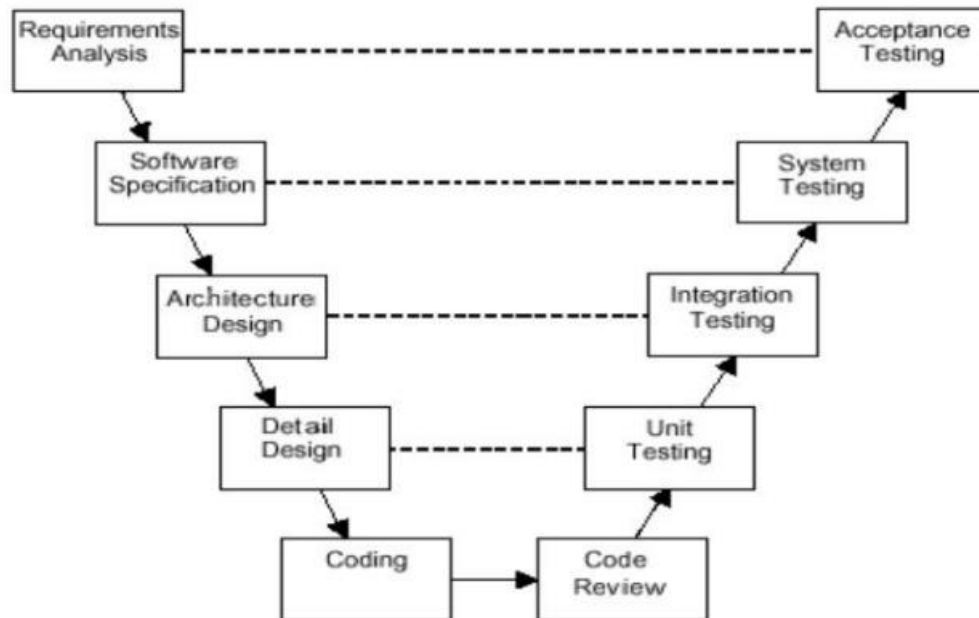 Requirements
Analysis
Acceptance
Testing
Software
Specification
System
Testing
Architecture
Design
Integration
Testing
Detail
Design
Unit
Testing
Coding
Code
Review